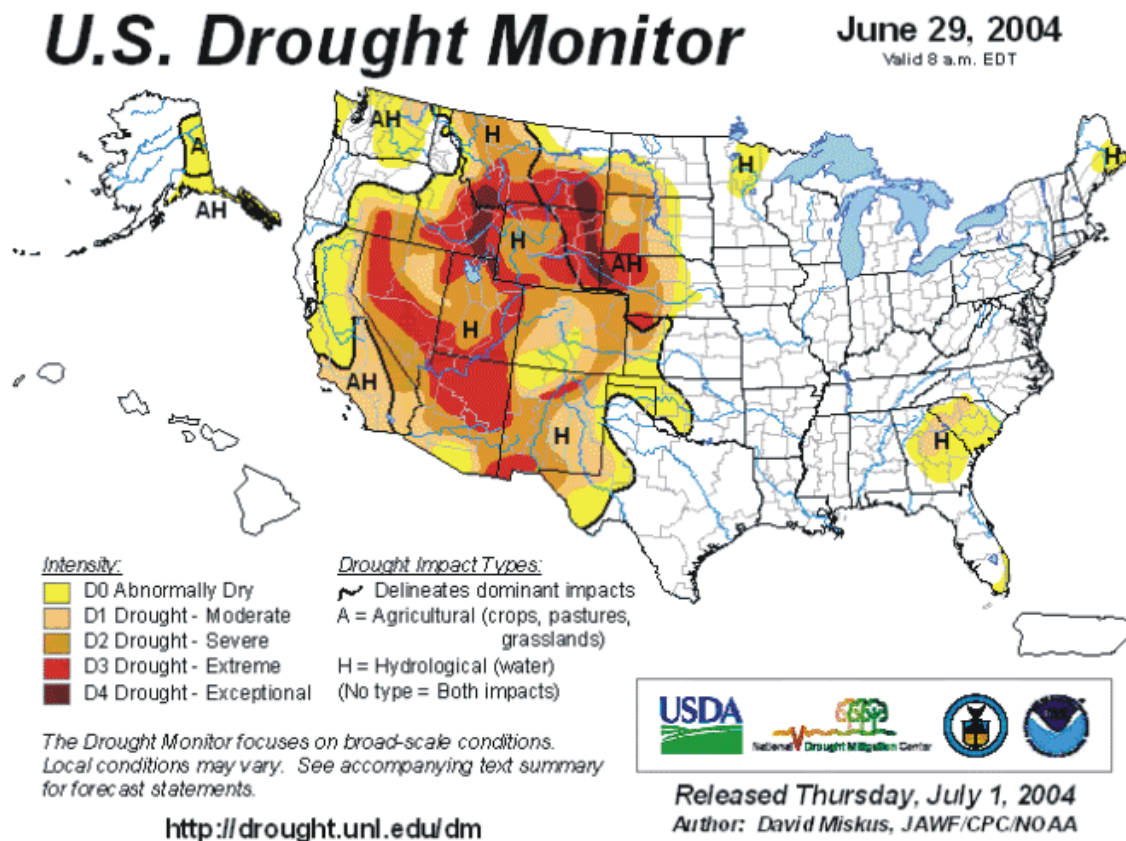 U.S. Drought Monitor
June 29, 2004
Valid 8 a.m. EDT
A
AH
AH
H
H
H
H
AH
H
AH
H
H
H
Intensity:
D0 Abnormally Dry
D1 Drought - Moderate
D2 Drought - Severe
D3 Drought - Extreme
D4 Drought - Exceptional
Drought Impact Types:
Delineates dominant impacts
A = Agricultural (crops, pastures,
grasslands)
H = Hydrological (water)
(No type = Both impacts)
USDA
National Drought Mitigation Center
The Drought Monitor focuses on broad-scale conditions.
Local conditions may vary. See accompanying text summary
for forecast statements.
http://drought.unl.edu/dm
Released Thursday, July 1, 2004
Author: David Miskus, JAWF/CPC/NOAA